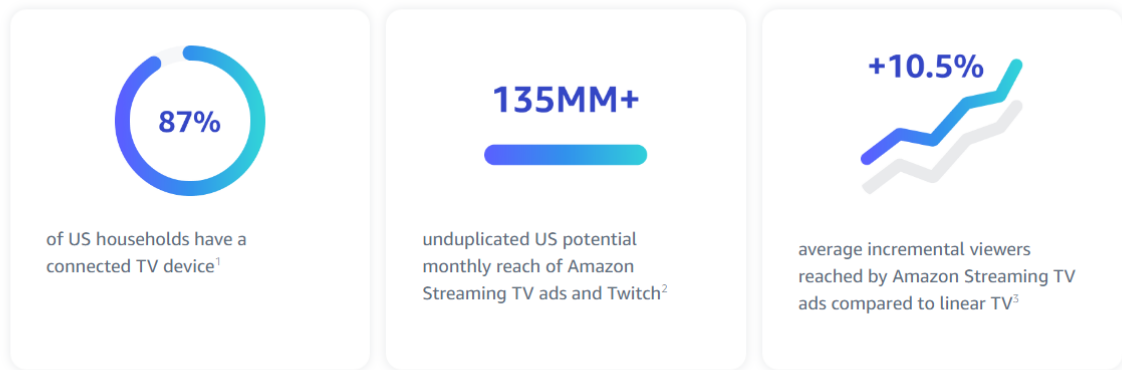 87%
of US households have a
connected TV device1
135MM+
unduplicated US potential
monthly reach of Amazon
Streaming TV ads and Twitch2
+10.5%
average incremental viewers
reached by Amazon Streaming TV
ads compared to linear TV3